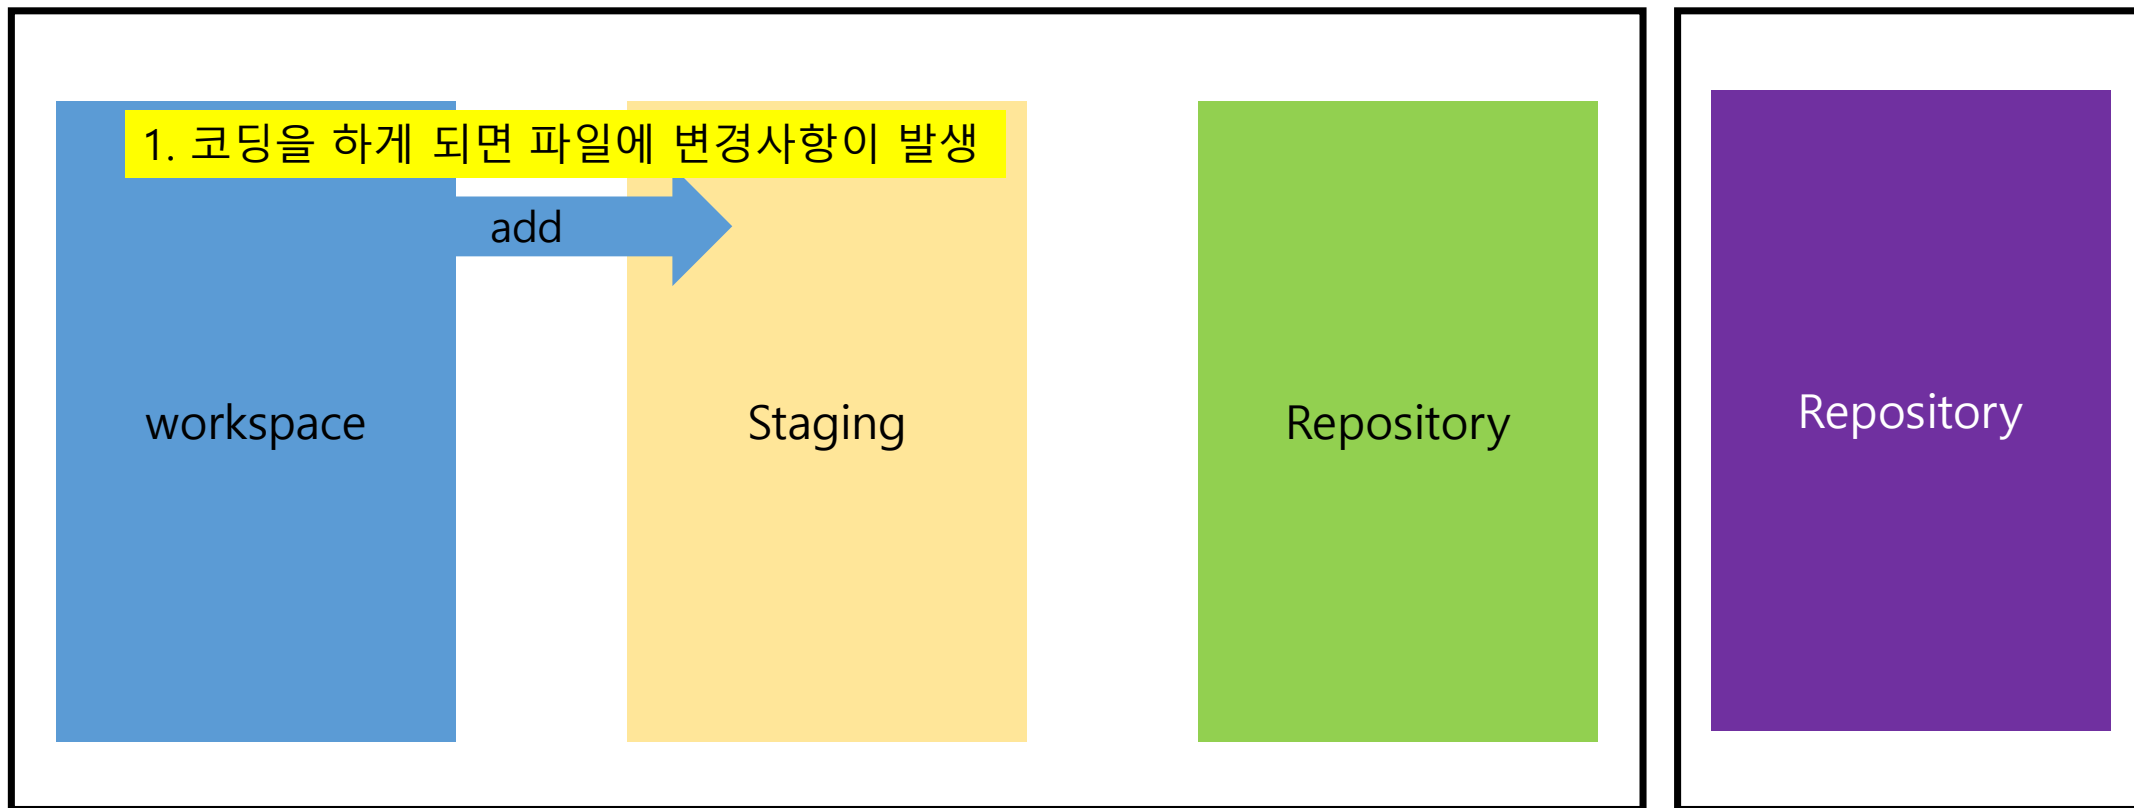 1. 코딩을 하게 되면 파일에 변경사항이 발생
add
workspace
Staging
Repository
Repository